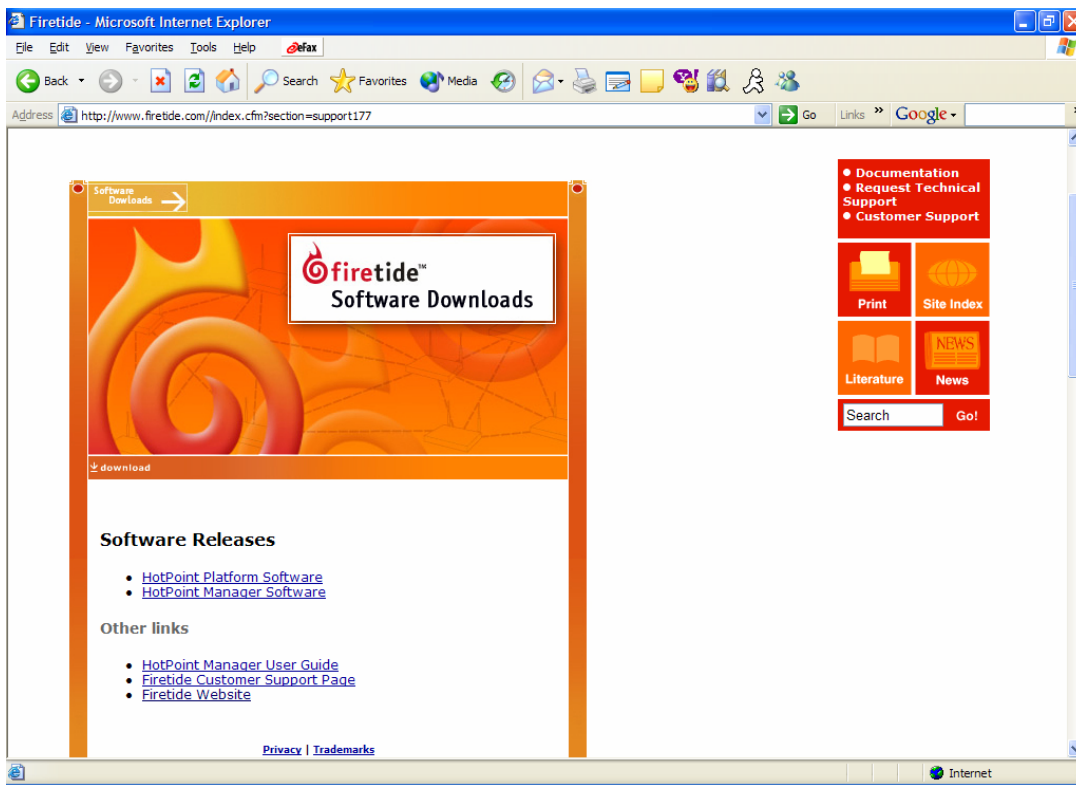 Firetide - Microsoft Internet Explorer
File Edit View Favorites Tools Help eFax
Back Search Favorites Media
Address http://www.firetide.com//index.cfm?section=support177 Go Links » Google
Software
Dowloads
firetide™
Software Downloads
download
Software Releases
• HotPoint Platform Software
• HotPoint Manager Software
Other links
• HotPoint Manager User Guide
• Firetide Customer Support Page
• Firetide Website
Privacy | Trademarks
• Documentation
• Request Technical
Support
• Customer Support
Print Site Index
NEWS
Literature News
Search Go!
Internet